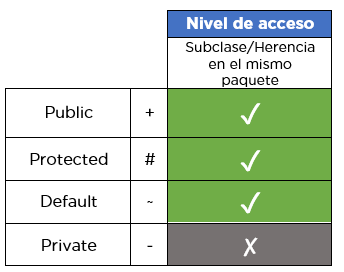 Nivel de acceso
Subclase/Herencia
en el mismo
paquete
Public + ✓
Protected # ✓
Default ~ ✓
Private - ✗